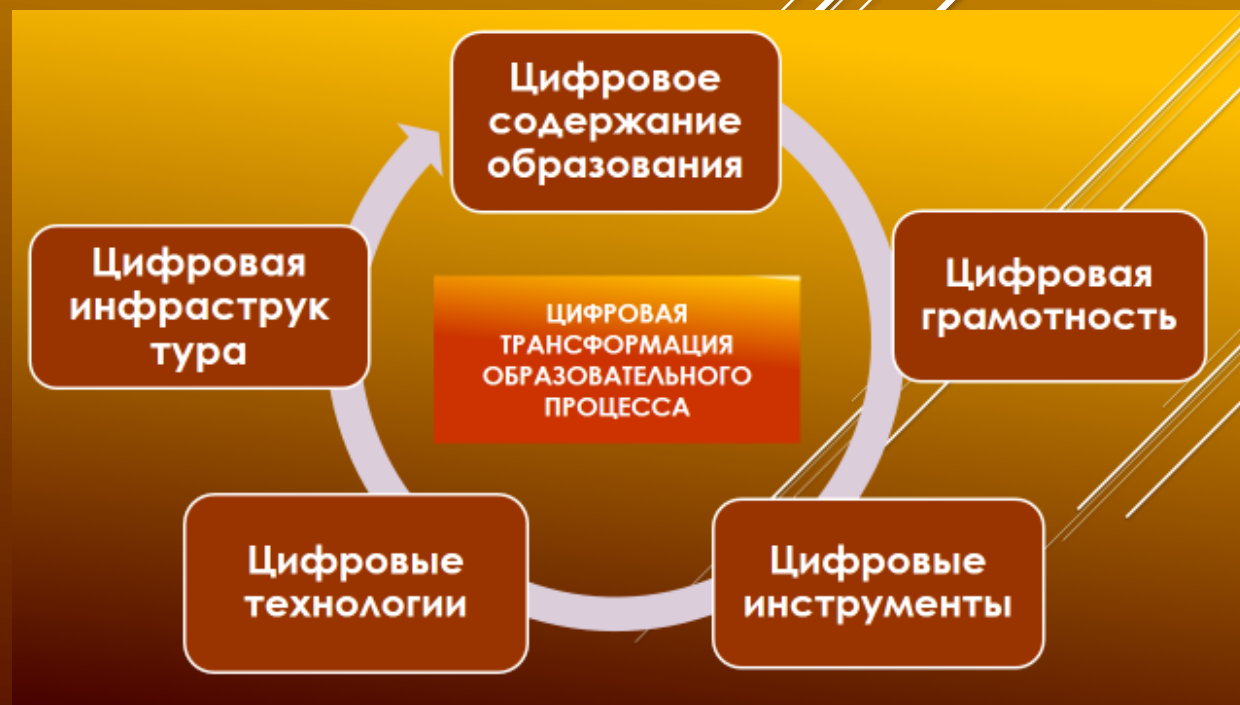 Цифровое
содержание
образования
Цифровая
грамотность
Цифровые
инструменты
Цифровые
технологии
Цифровая
инфраструк
тура
ЦИФРОВАЯ
ТРАНСФОРМАЦИЯ
ОБРАЗОВАТЕЛЬНОГО
ПРОЦЕССА